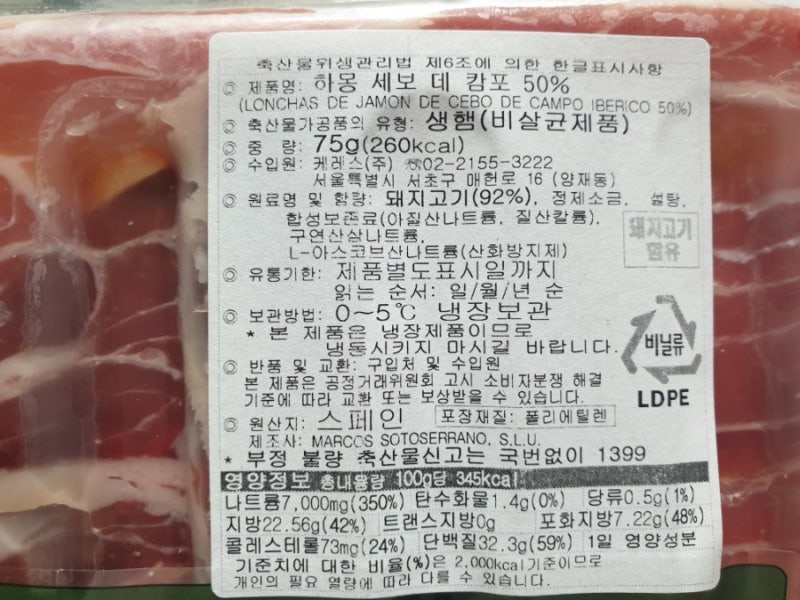 축산물위생관리법 제6조에 의한 한글표시사항
◎ 제품명: 하몽 세보 데 캄포 50%
(LONCHAS DE JAMON DE CEBO DE CAMPO IBERICO 50%)
◎ 축산물가공품의 유형: 생햄(비살균제품)
◎ 중 량: 75g(260kcal)
◎ 수입원: 케레스(주) ☎02-2155-3222
서울특별시 서초구 매헌로 16 (양재동)
◎ 원료명 및 함량: 돼지고기(92%), 정제소금, 설탕,
합성보존료(아질산나트륨, 질산칼륨),
구연산삼나트륨,
L-아스코브산나트륨(산화방지제)
돼지고기
함유
◎ 유통기한: 제품별도표시일까지
읽는 순서: 일/월/년 순
◎ 보관방법: 0~5℃ 냉장보관
* 본 제품은 냉장제품이므로
냉동시키지 마시길 바랍니다.
비닐류
LDPE
◎ 반품 및 교환: 구입처 및 수입원
본 제품은 공정거래위원회 고시 소비자분쟁 해결
기준에 따라 교환 또는 보상받을 수 있습니다.
◎ 원산지: 스페인 포장재질: 폴리에틸렌
제조사: MARCOS SOTOSERRANO, S.L.U.
* 부정 불량 축산물신고는 국번없이 1399
영양정보 총내용량 100g당 345kcal
나트륨7,000mg(350%) 탄수화물1.4g(0%) 당류0.5g(1%)
지방22.56g(42%) 트랜스지방0g 포화지방7.22g(48%)
콜레스테롤73mg(24%) 단백질32.3g(59%) 1일 영양성분
기준치에 대한 비율(%)은 2,000kcal기준이므로
개인의 필요 열량에 따라 다를 수 있습니다.